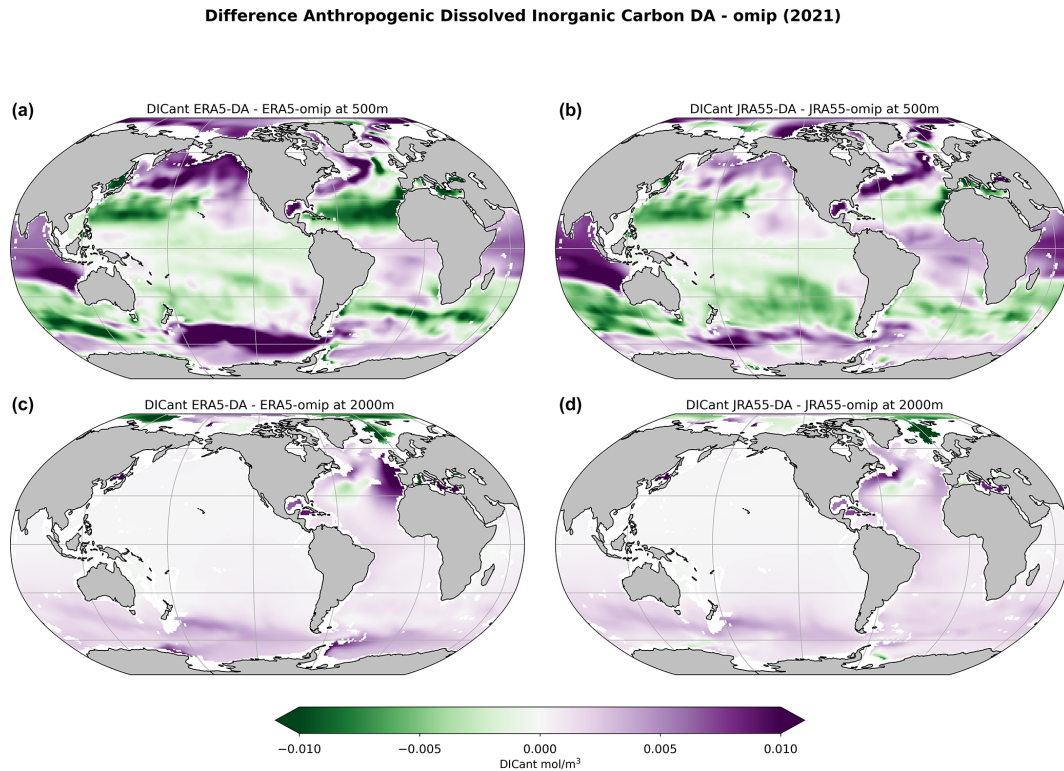 Difference Anthropogenic Dissolved Inorganic Carbon DA - omip (2021)
(a)
DICant ERA5-DA - ERA5-omip at 500m
(b)
DICant JRA55-DA - JRA55-omip at 500m
(c)
DICant ERA5-DA - ERA5-omip at 2000m
(d)
DICant JRA55-DA - JRA55-omip at 2000m
−0.010 −0.005 0.000 0.005 0.010
DICant mol/m³